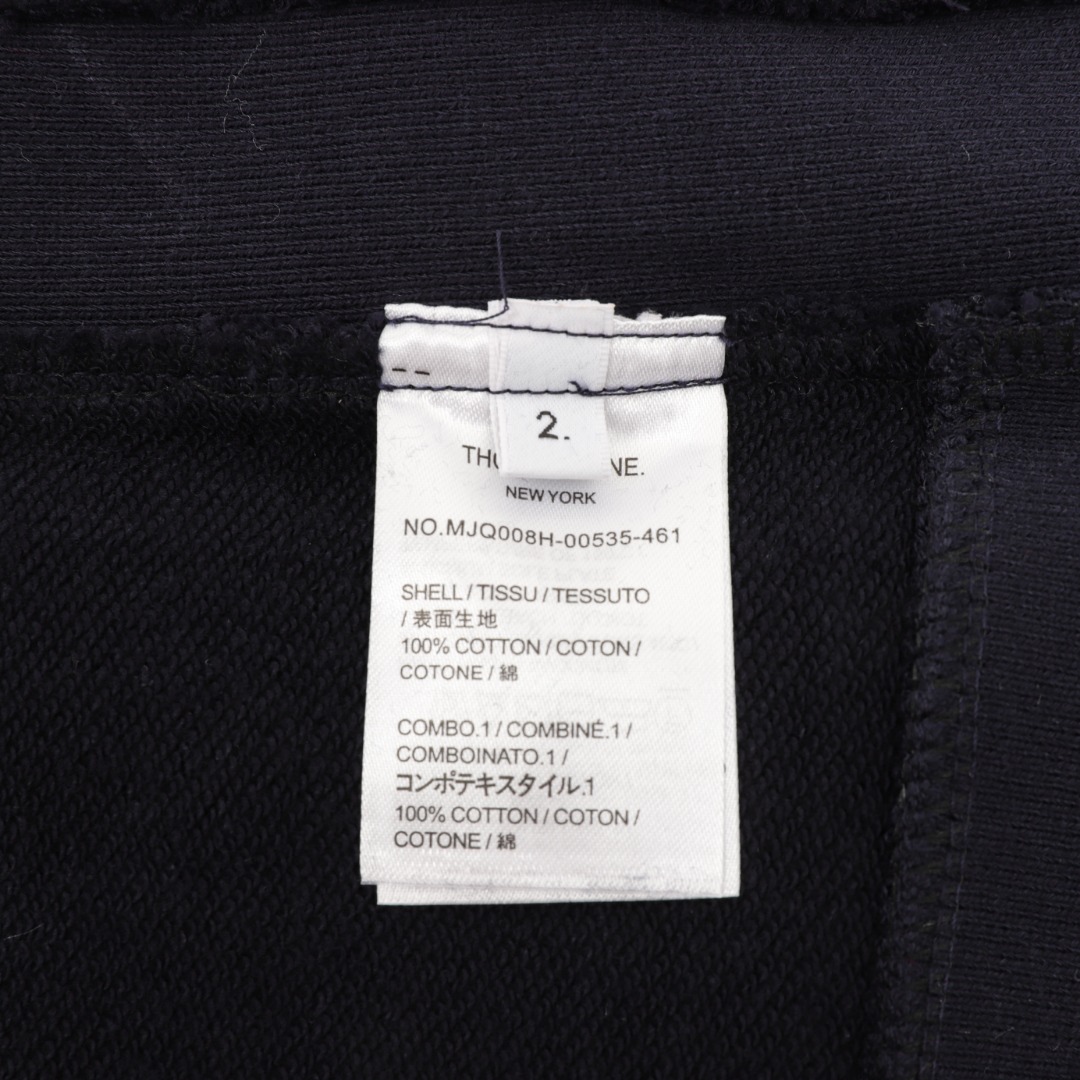 2.
NEW YORK
NO.MJQ008H-00535-461
SHELL / TISSU / TESSUTO
/ 表面生地
100% COTTON / COTON /
COTONE / 綿
COMBO.1 / COMBINÉ.1 /
COMBOINATO.1 /
コンポテキスタイル.1
100% COTTON / COTON /
COTONE / 綿